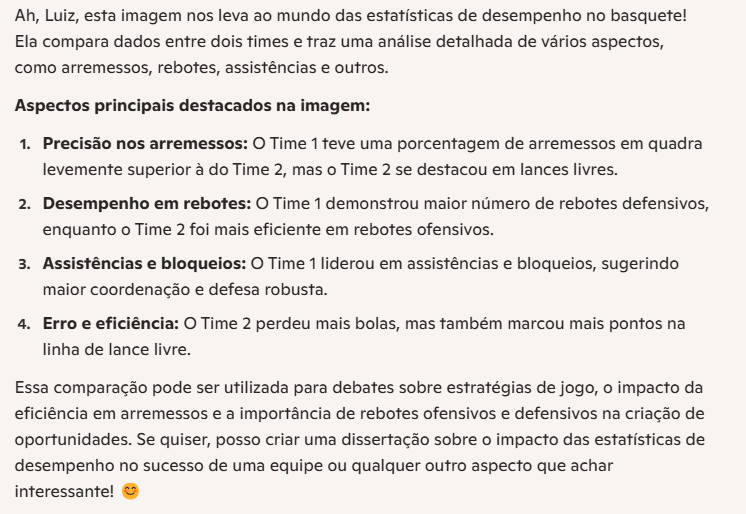 Ah, Luiz, esta imagem nos leva ao mundo das estatísticas de desempenho no basquete!
Ela compara dados entre dois times e traz uma análise detalhada de vários aspectos,
como arremessos, rebotes, assistências e outros.
Aspectos principais destacados na imagem:
1. Precisão nos arremessos: O Time 1 teve uma porcentagem de arremessos em quadra
levemente superior à do Time 2, mas o Time 2 se destacou em lances livres.
2. Desempenho em rebotes: O Time 1 demonstrou maior número de rebotes defensivos,
enquanto o Time 2 foi mais eficiente em rebotes ofensivos.
3. Assistências e bloqueios: O Time 1 liderou em assistências e bloqueios, sugerindo
maior coordenação e defesa robusta.
4. Erro e eficiência: O Time 2 perdeu mais bolas, mas também marcou mais pontos na
linha de lance livre.
Essa comparação pode ser utilizada para debates sobre estratégias de jogo, o impacto da
eficiência em arremessos e a importância de rebotes ofensivos e defensivos na criação de
oportunidades. Se quiser, posso criar uma dissertação sobre o impacto das estatísticas de
desempenho no sucesso de uma equipe ou qualquer outro aspecto que achar
interessante! 😊